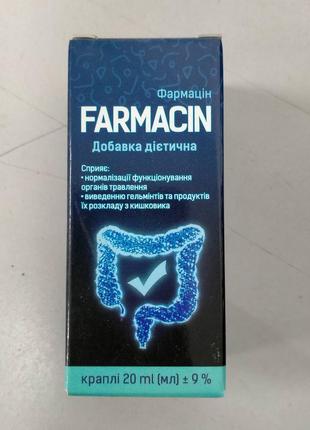 Фармацін
FARMACIN
Добавка дієтична
Сприяє:
• нормалізації функціонування
органів травлення
• виведенню гельмінтів та продуктів
їх розкладу з кишковика
краплі 20 ml (мл) ± 9 %